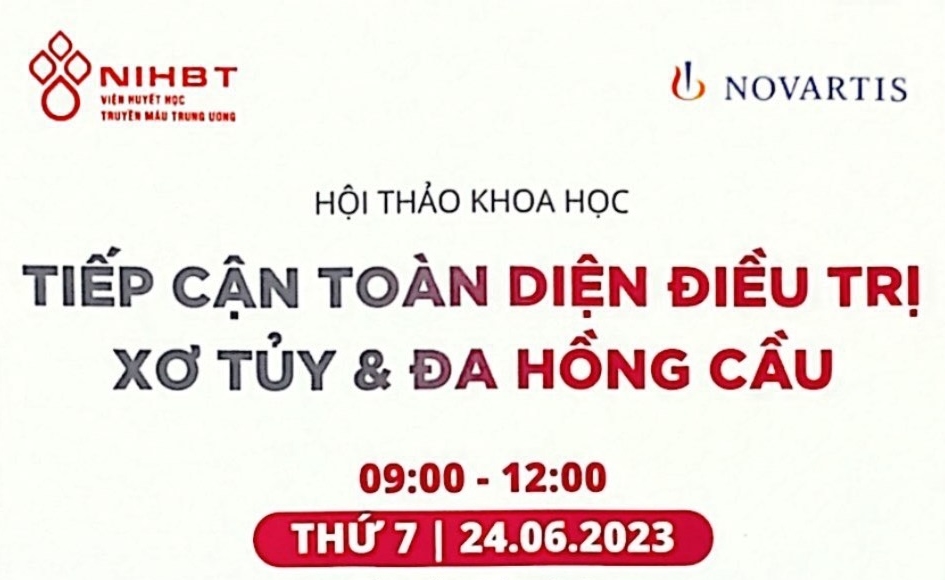 NIHBT
VIỆN HUYẾT HỌC
TRUYỀN MÁU TRUNG ƯƠNG
NOVARTIS
HỘI THẢO KHOA HỌC
TIẾP CẬN TOÀN DIỆN ĐIỀU TRỊ
XƠ TỦY & ĐA HỒNG CẦU
09:00 - 12:00
THỨ 7 | 24.06.2023